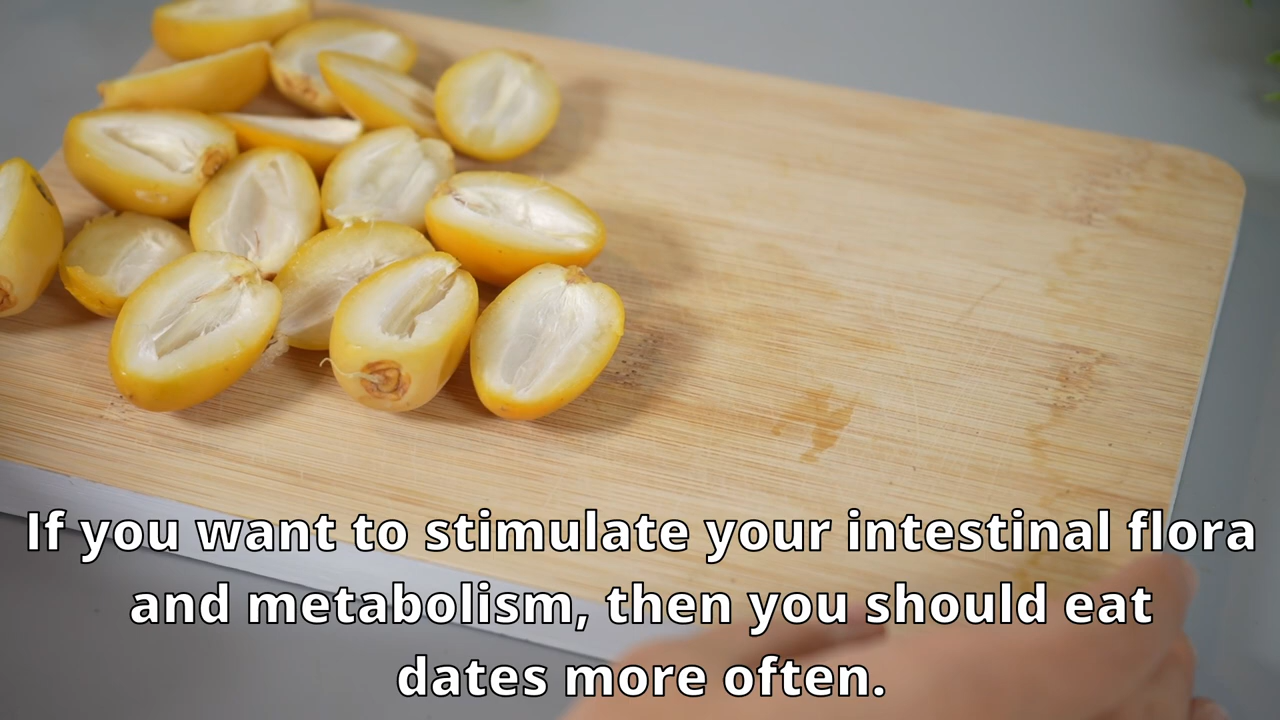 If you want to stimulate your intestinal flora
and metabolism, then you should eat
dates more often.